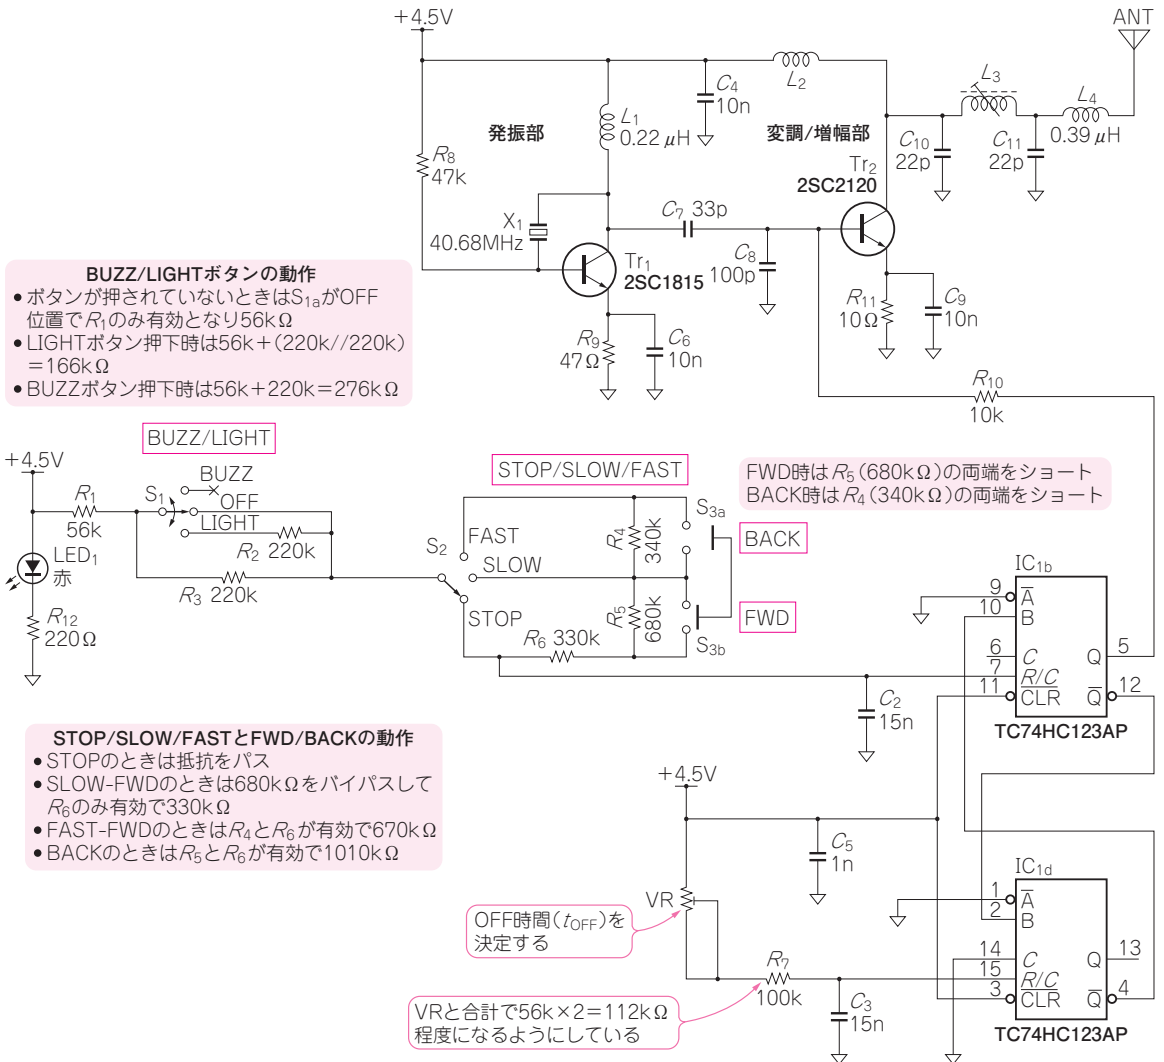 +4.5V
ANT
L2
L3
L4
0.39 μH
C4
10n
L1
0.22 μH
発振部
変調/増幅部
C10
22p
C11
22p
R8
47k
Tr2
2SC2120
X1
40.68MHz
C7 33p
C8
100p
Tr1
2SC1815
R11
10Ω
C9
10n
R9
47Ω
C6
10n
R10
10k
BUZZ/LIGHTボタンの動作
●ボタンが押されていないときはS1aがOFF
位置でR1のみ有効となり56kΩ
●LIGHTボタン押下時は56k+(220k//220k)
=166kΩ
●BUZZボタン押下時は56k+220k=276kΩ
BUZZ/LIGHT
+4.5V
R1
56k
S1
BUZZ
OFF
LIGHT
R2 220k
R3 220k
LED1
赤
R12
220Ω
STOP/SLOW/FAST
S2
FAST
SLOW
STOP
R4
340k
R5
680k
R6 330k
S3a
BACK
FWD
S3b
FWD時はR5(680kΩ)の両端をショート
BACK時はR4(340kΩ)の両端をショート
IC1b
9
A
10
B
6
C
7
R/C
11
CLR
Q
5
Q
12
TC74HC123AP
C2
15n
STOP/SLOW/FASTとFWD/BACKの動作
●STOPのときは抵抗をパス
●SLOW-FWDのときは680kΩをバイパスして
R6のみ有効で330kΩ
●FAST-FWDのときはR4とR6が有効で670kΩ
●BACKのときはR5とR6が有効で1010kΩ
+4.5V
C5
1n
VR
OFF時間(tOFF)を
決定する
R7
100k
C3
15n
VRと合計で56k×2=112kΩ
程度になるようにしている
IC1d
1
A
2
B
14
C
15
R/C
3
CLR
Q
13
Q
4
TC74HC123AP